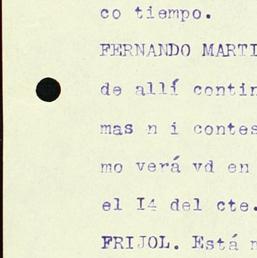 co tiempo.
FERNANDO MARTI
de allí contin
mas n i contes
mo verá vd en
el I4 del cte.
FRIJOL. Está